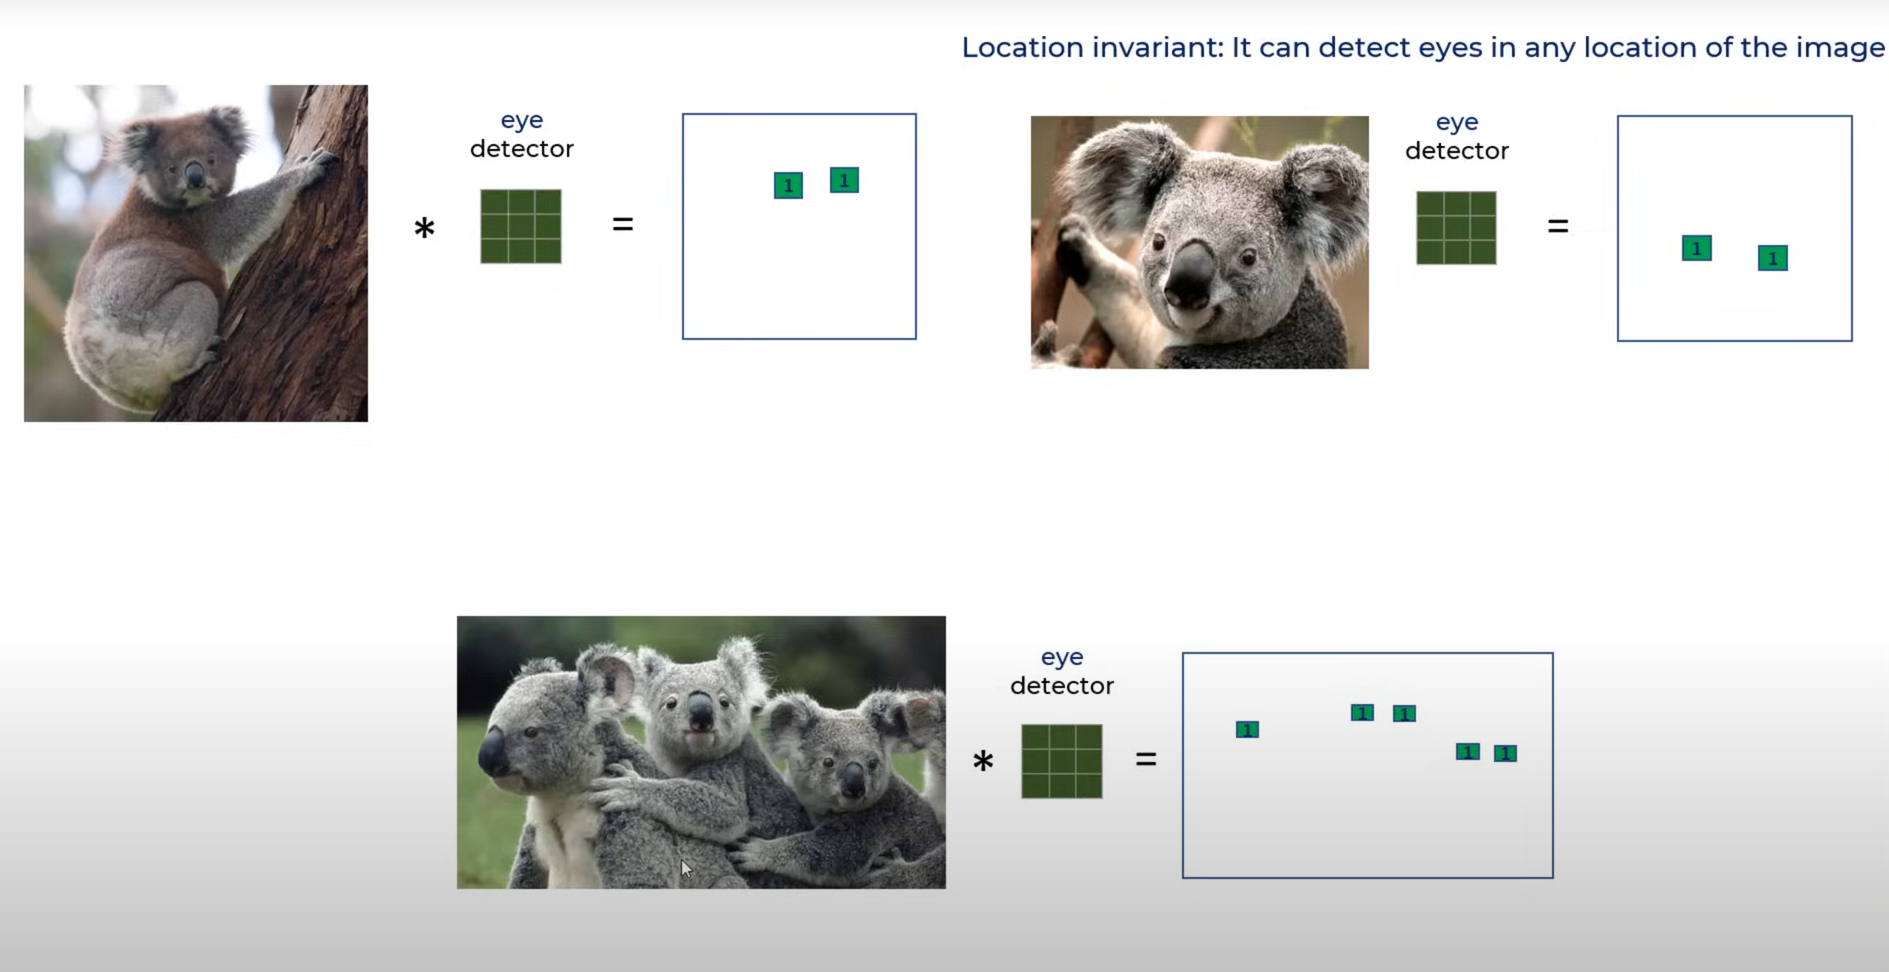 Location invariant: It can detect eyes in any location of the image
eye
detector
*
=
1 1
eye
detector
=
1
1
eye
detector
*
=
1
1 1
1 1